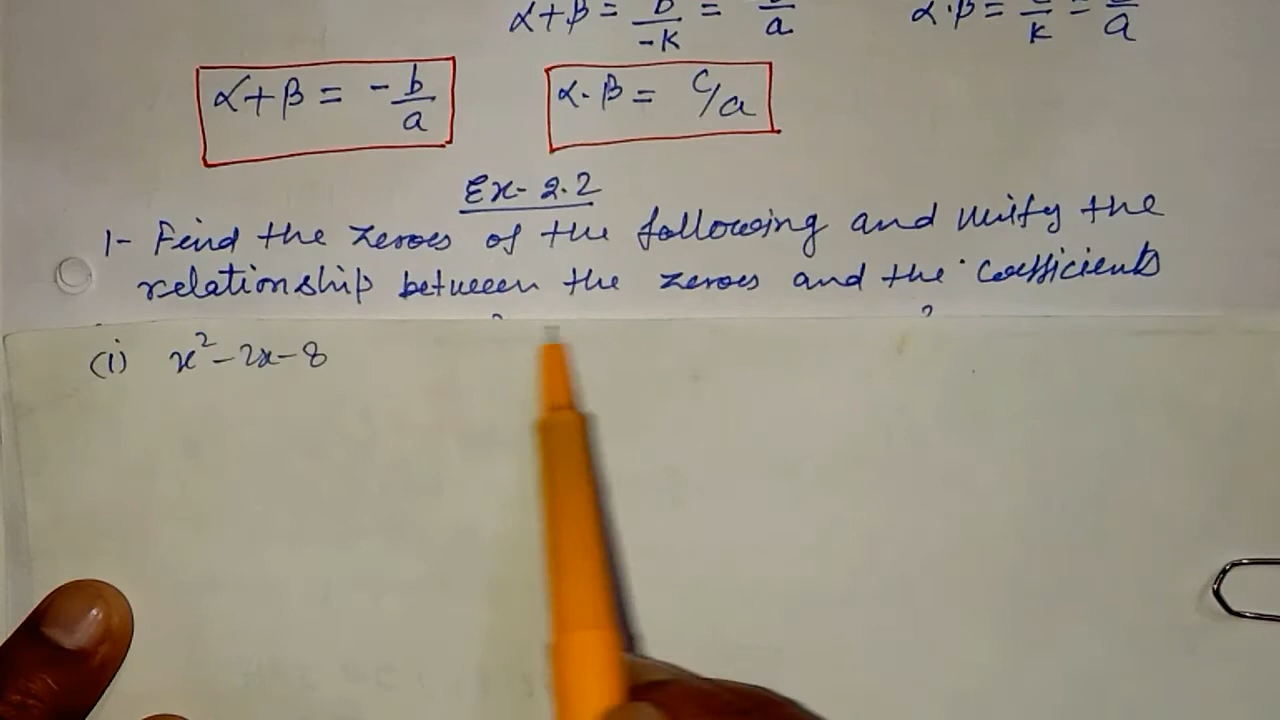 α+β = b/-k = /a α·β = c/k = /a
α+β = -b/a α·β = c/a
Ex- 2.2
1- Find the zeroes of the following and verify the
relationship between the zeroes and the coefficients
(i) x²-2x-8